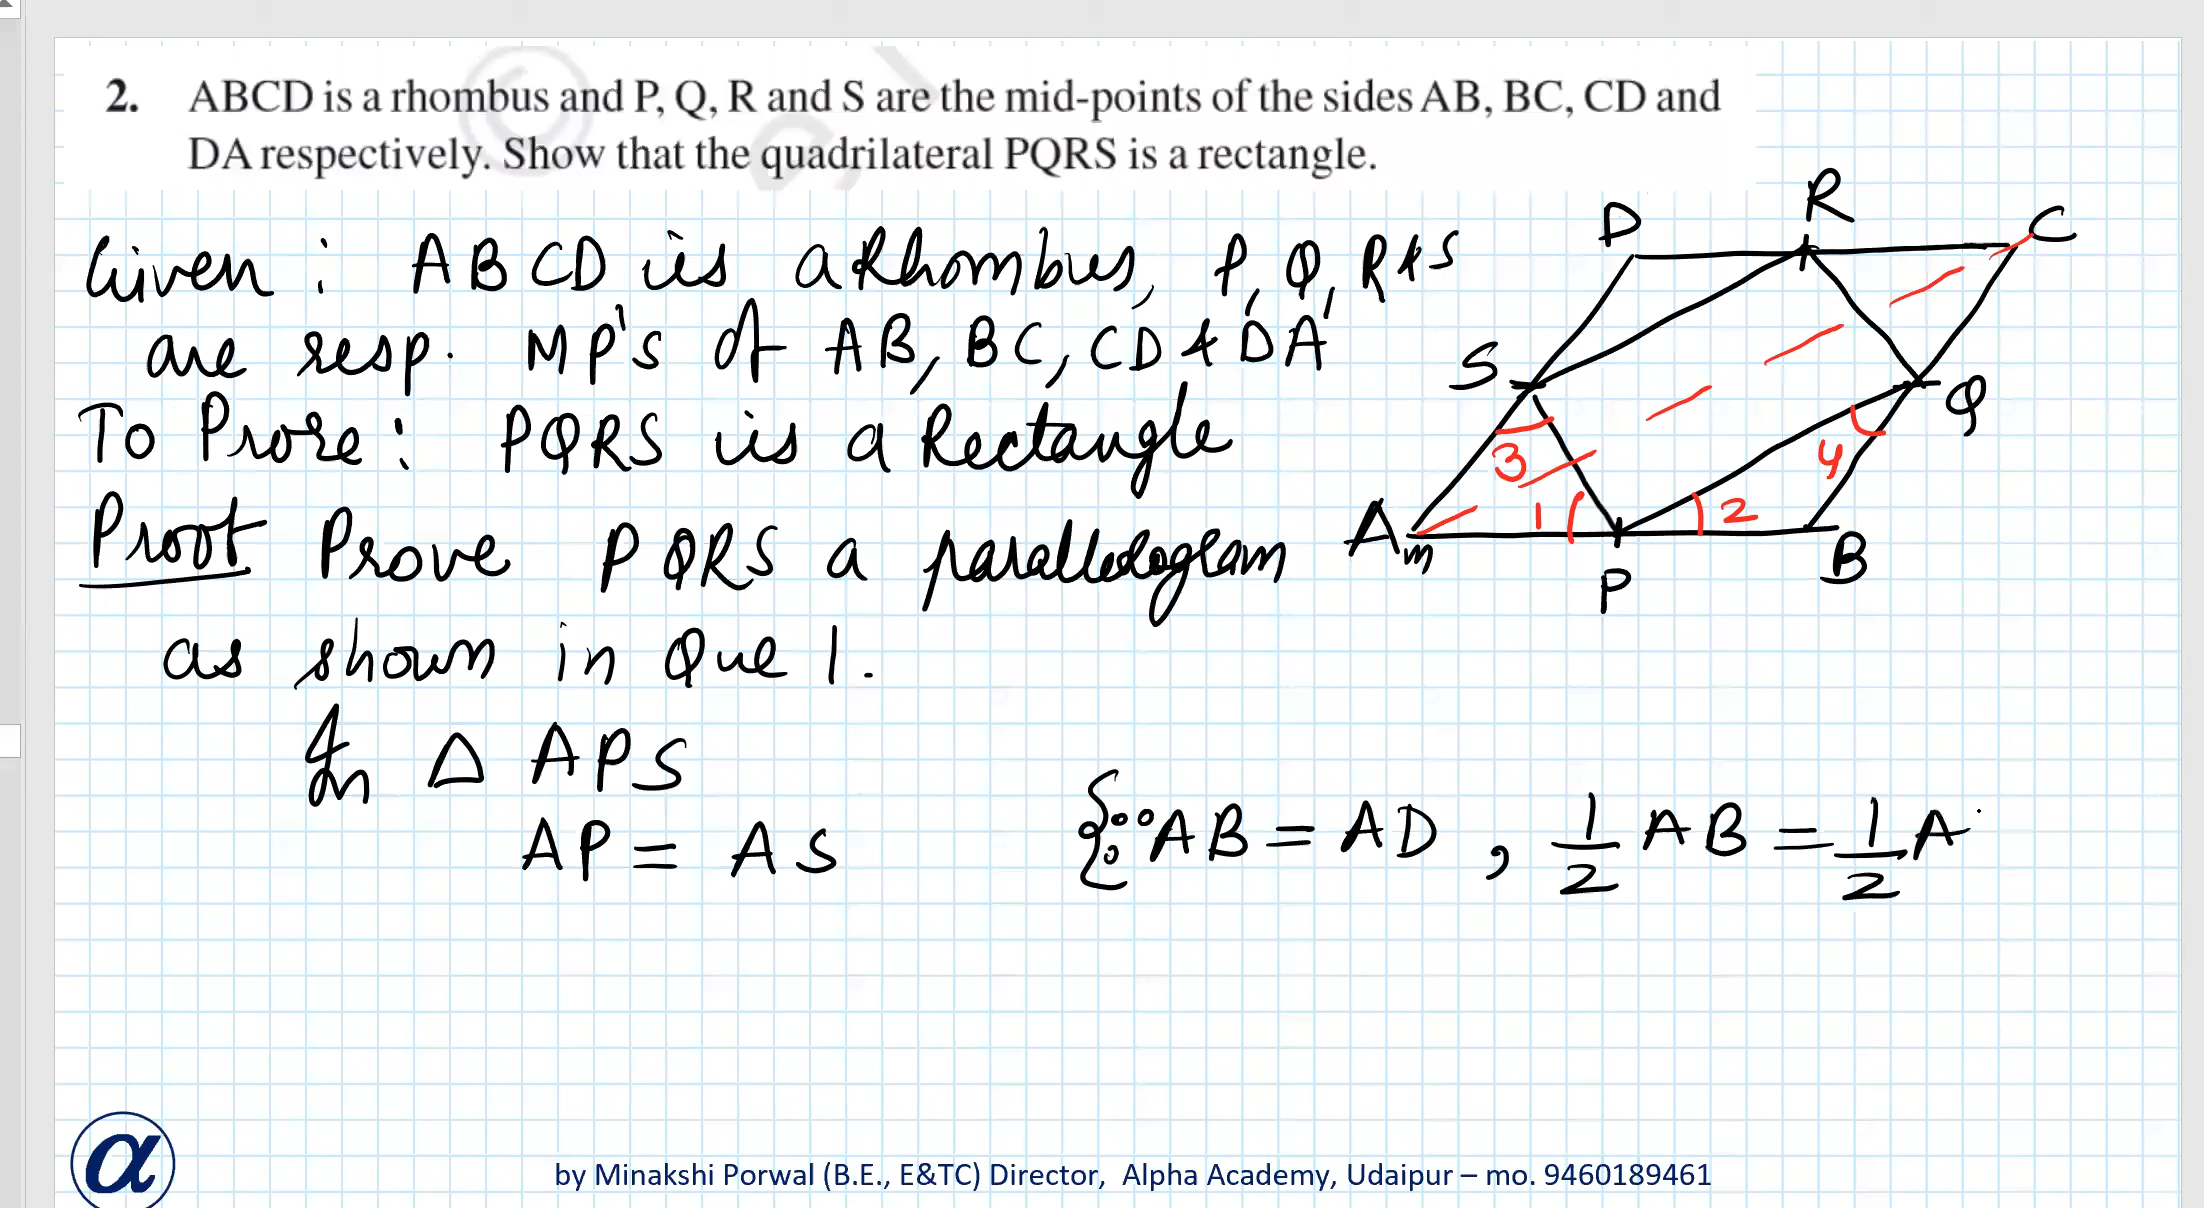 2. ABCD is a rhombus and P, Q, R and S are the mid-points of the sides AB, BC, CD and
DA respectively. Show that the quadrilateral PQRS is a rectangle.
Given : ABCD is a Rhombus, P, Q, R & S
are resp. MP's of AB, BC, CD & DA
To Prove : PQRS is a Rectangle
Proof Prove PQRS a parallelogram
as shown in Que 1.
In Δ APS
AP = AS {∵ AB = AD , 1/2 AB = 1/2 A
D R C
S Q
3 4
1 2
A m P B
α
by Minakshi Porwal (B.E., E&TC) Director, Alpha Academy, Udaipur – mo. 9460189461